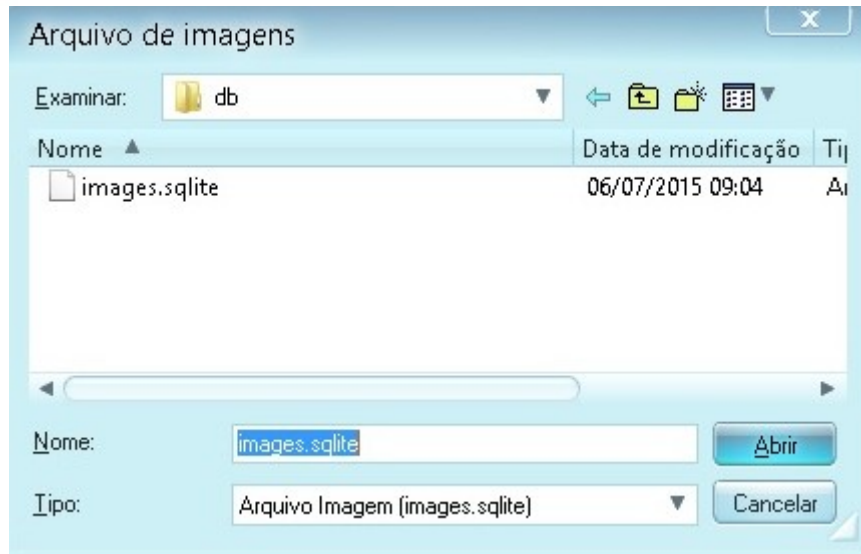 Arquivo de imagens
X
Examinar: db
Nome Data de modificação
images.sqlite 06/07/2015 09:04
Nome: images.sqlite Abrir
Tipo: Arquivo Imagem (images.sqlite) Cancelar